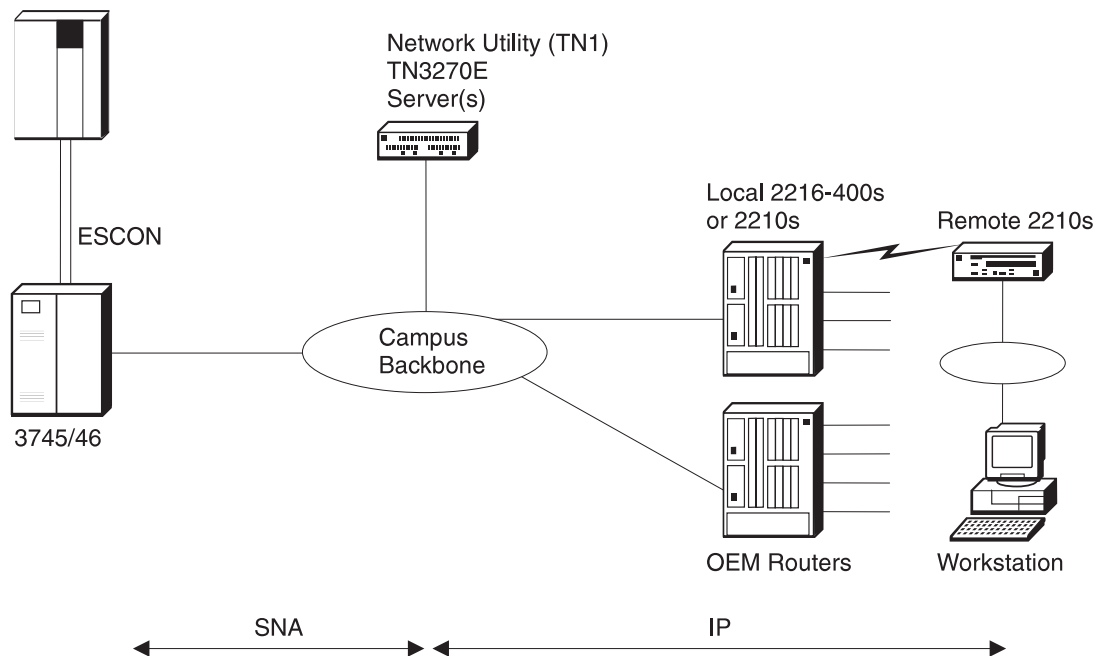 Network Utility (TN1)
TN3270E
Server(s)
Local 2216-400s
or 2210s
Remote 2210s
ESCON
Campus
Backbone
3745/46
OEM Routers
Workstation
SNA
IP